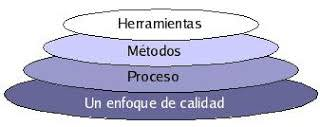 Herramientas
Métodos
Proceso
Un enfoque de calidad